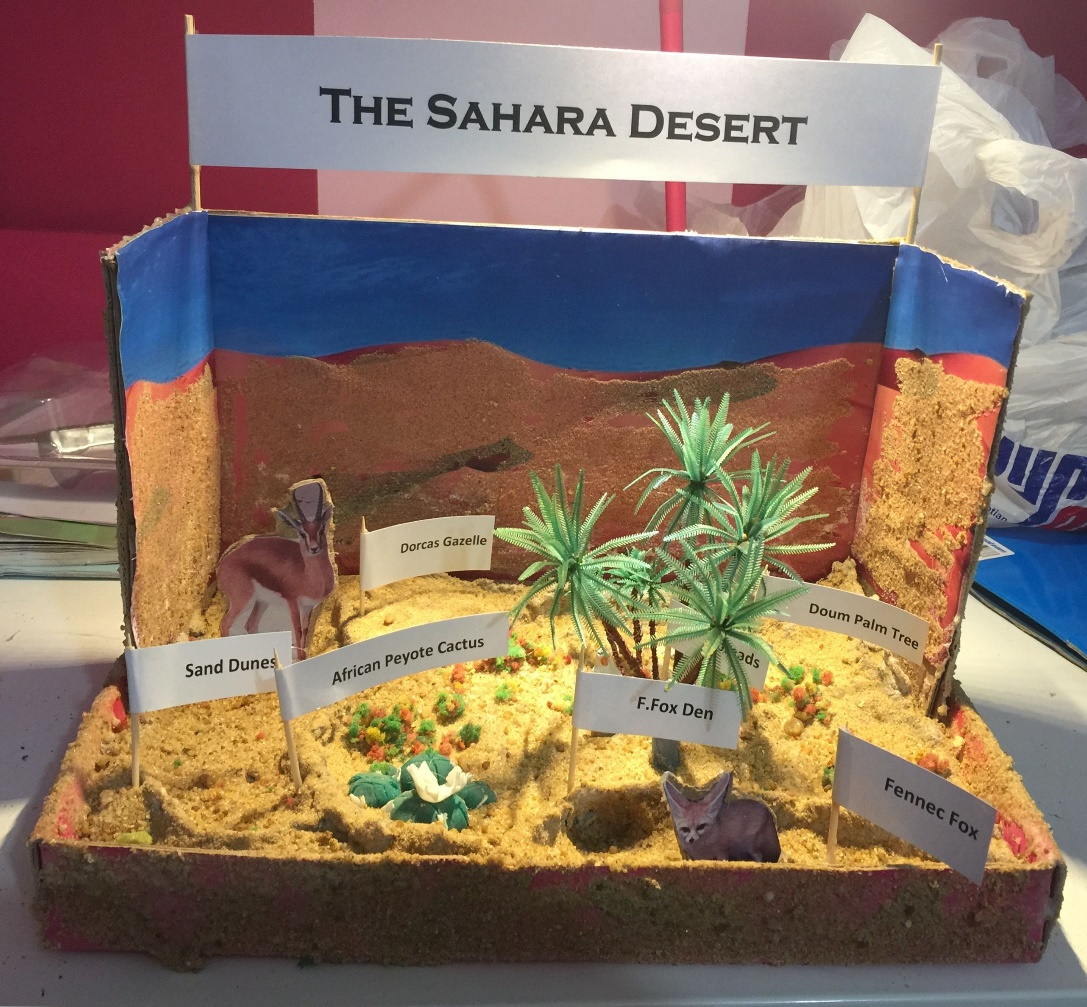 THE SAHARA DESERT
Dorcas Gazelle
Doum Palm Tree
African Peyote Cactus
Sand Dunes
F.Fox Den
Fennec Fox